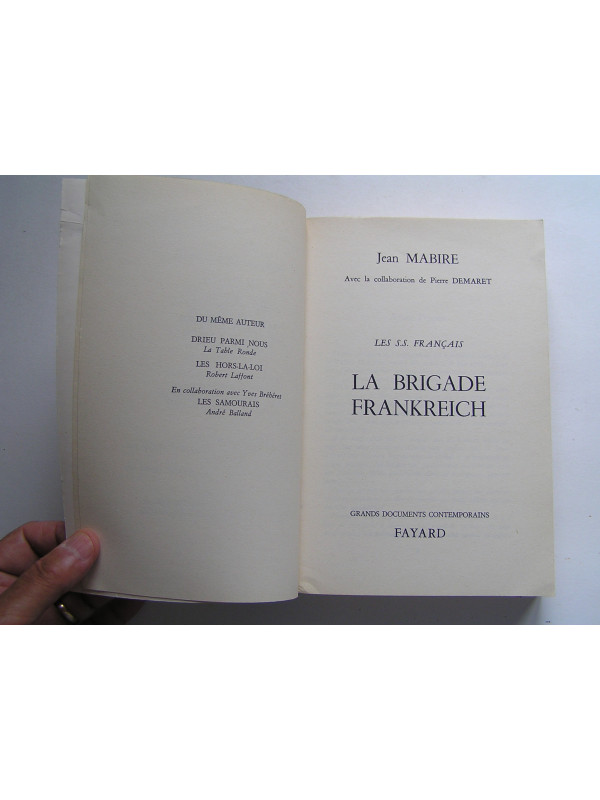 DU MÊME AUTEUR
DRIEU PARMI NOUS
La Table Ronde
LES HORS-LA-LOI
Robert Laffont
En collaboration avec Yves Bréhèret
LES SAMOURAIS
André Balland
Jean MABIRE
Avec la collaboration de Pierre DEMARET
LES S.S. FRANÇAIS
LA BRIGADE
FRANKREICH
GRANDS DOCUMENTS CONTEMPORAINS
FAYARD